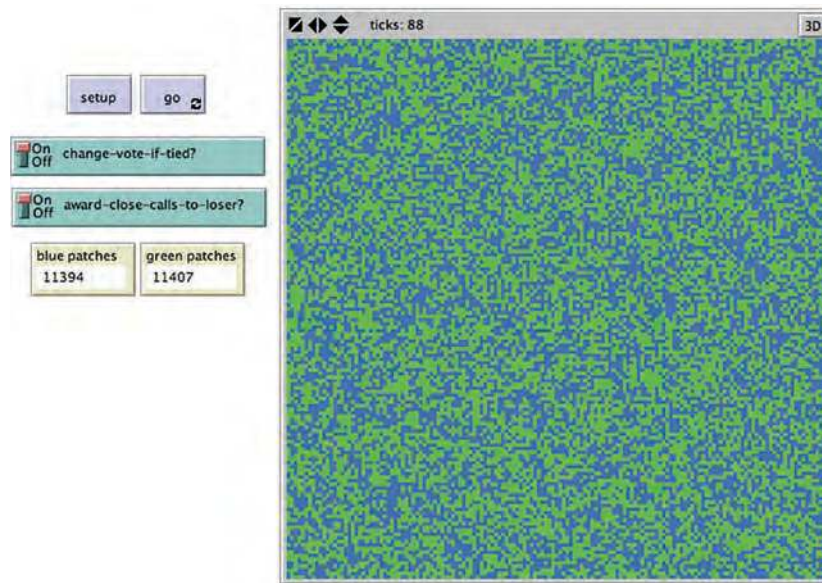 ticks: 88
3D
setup
go
On
Off
change-vote-if-tied?
On
Off
award-close-calls-to-loser?
blue patches
11394
green patches
11407